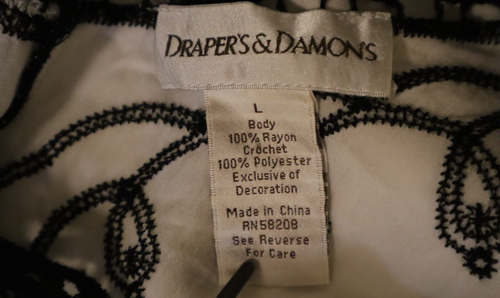 DRAPER'S & DAMON'S
L
Body
100% Rayon
Crochet
100% Polyester
Exclusive of
Decoration
Made in China
RN58208
See Reverse
For Care